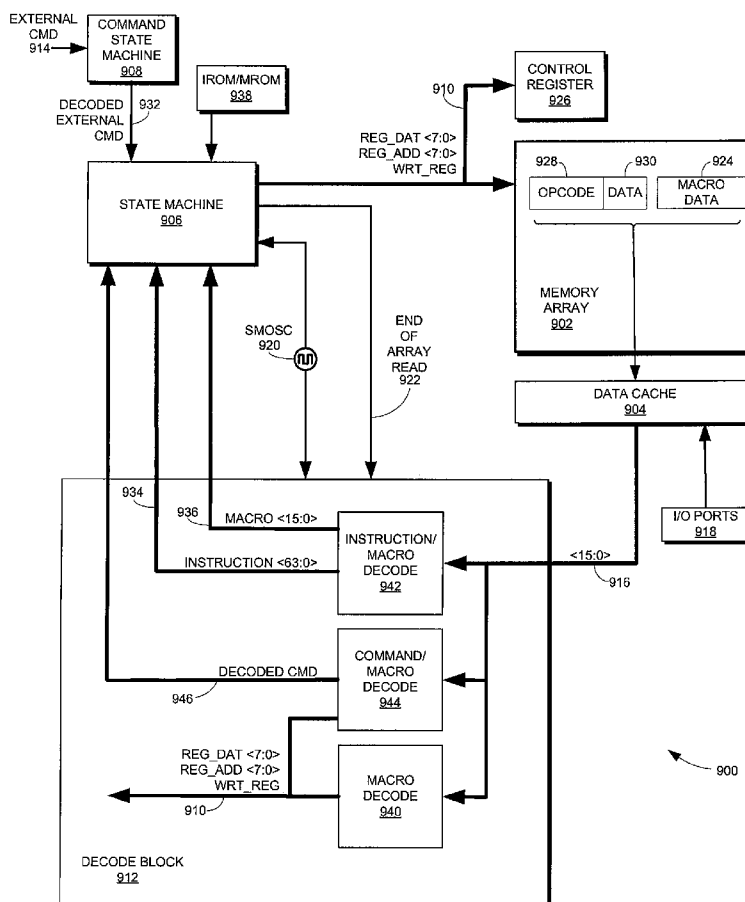 EXTERNAL
CMD
914
COMMAND
STATE
MACHINE
908
DECODED
EXTERNAL
CMD
932
IROM/MROM
938
910
CONTROL
REGISTER
926
REG_DAT <7:0>
REG_ADD <7:0>
WRT_REG
STATE MACHINE
906
928
930
924
OPCODE
DATA
MACRO
DATA
MEMORY
ARRAY
902
SMOSC
920
END
OF
ARRAY
READ
922
DATA CACHE
904
I/O PORTS
918
934
936
MACRO <15:0>
INSTRUCTION <63:0>
INSTRUCTION/
MACRO
DECODE
942
<15:0>
916
DECODED CMD
946
COMMAND/
MACRO
DECODE
944
REG_DAT <7:0>
REG_ADD <7:0>
WRT_REG
910
MACRO
DECODE
940
900
DECODE BLOCK
912